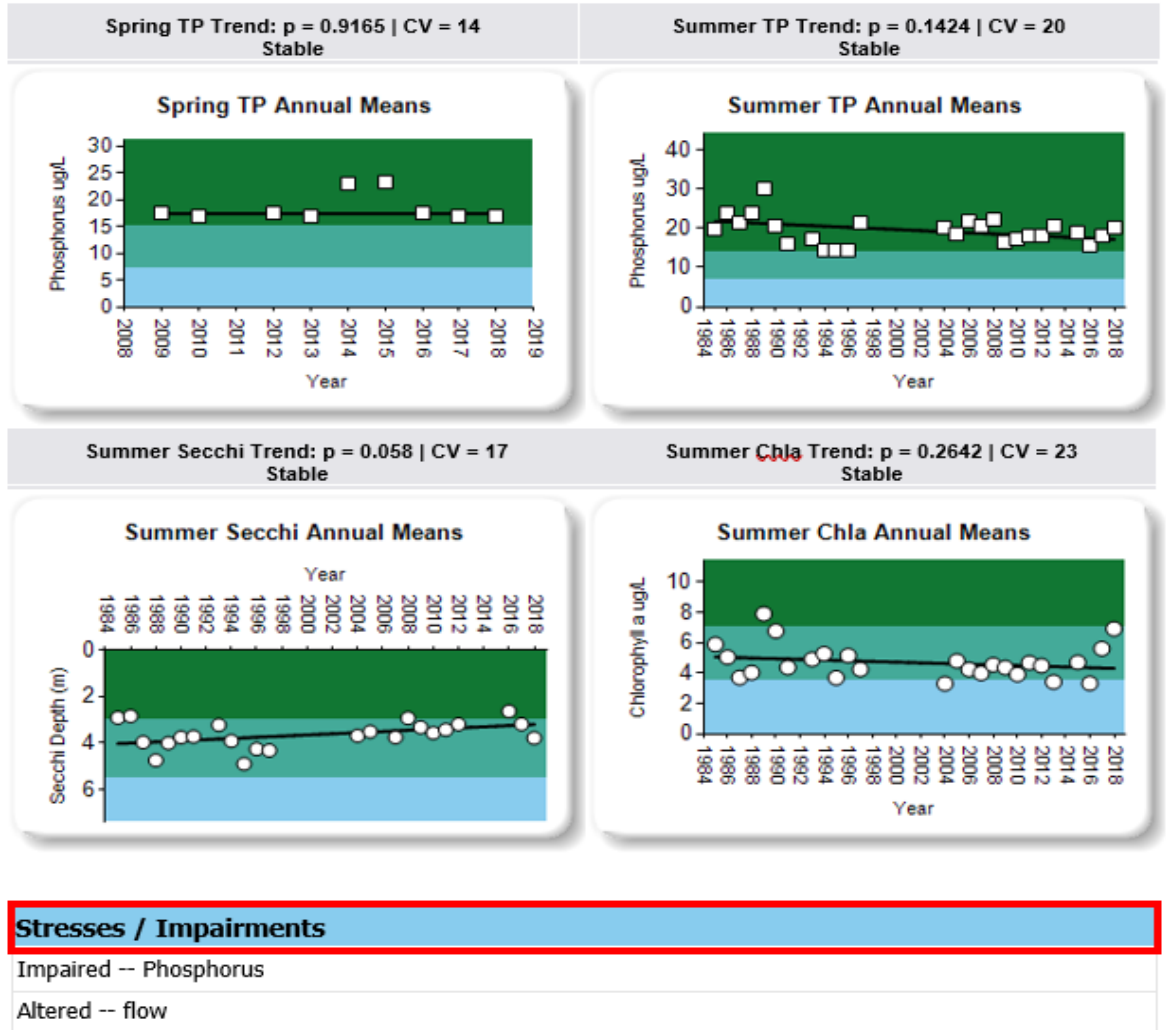 Spring TP Trend: p = 0.9165 | CV = 14
Stable
Summer TP Trend: p = 0.1424 | CV = 20
Stable
Spring TP Annual Means
Phosphorus ug/L
30
25
20
15
10
5
0
2008 2009 2010 2011 2012 2013 2014 2015 2016 2017 2018 2019
Year
Summer TP Annual Means
Phosphorus ug/L
40
30
20
10
0
1984 1986 1988 1990 1992 1994 1996 1998 2000 2002 2004 2006 2008 2010 2012 2014 2016 2018
Year
Summer Secchi Trend: p = 0.058 | CV = 17
Stable
Summer Chla Trend: p = 0.2642 | CV = 23
Stable
Summer Secchi Annual Means
Year
1984 1986 1988 1990 1992 1994 1996 1998 2000 2002 2004 2006 2008 2010 2012 2014 2016 2018
Secchi Depth (m)
0
2
4
6
Summer Chla Annual Means
Chlorophyll a ug/L
10
8
6
4
2
0
1984 1986 1988 1990 1992 1994 1996 1998 2000 2002 2004 2006 2008 2010 2012 2014 2016 2018
Year
Stresses / Impairments
Impaired -- Phosphorus
Altered -- flow